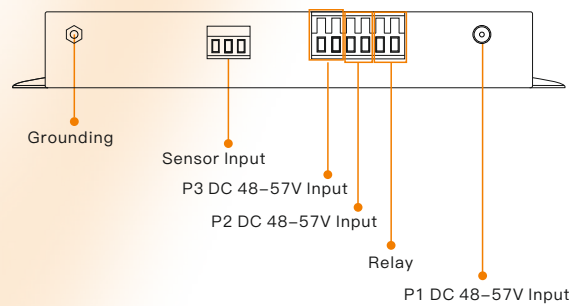 Grounding
Sensor Input
P3 DC 48–57V Input
P2 DC 48–57V Input
Relay
P1 DC 48–57V Input